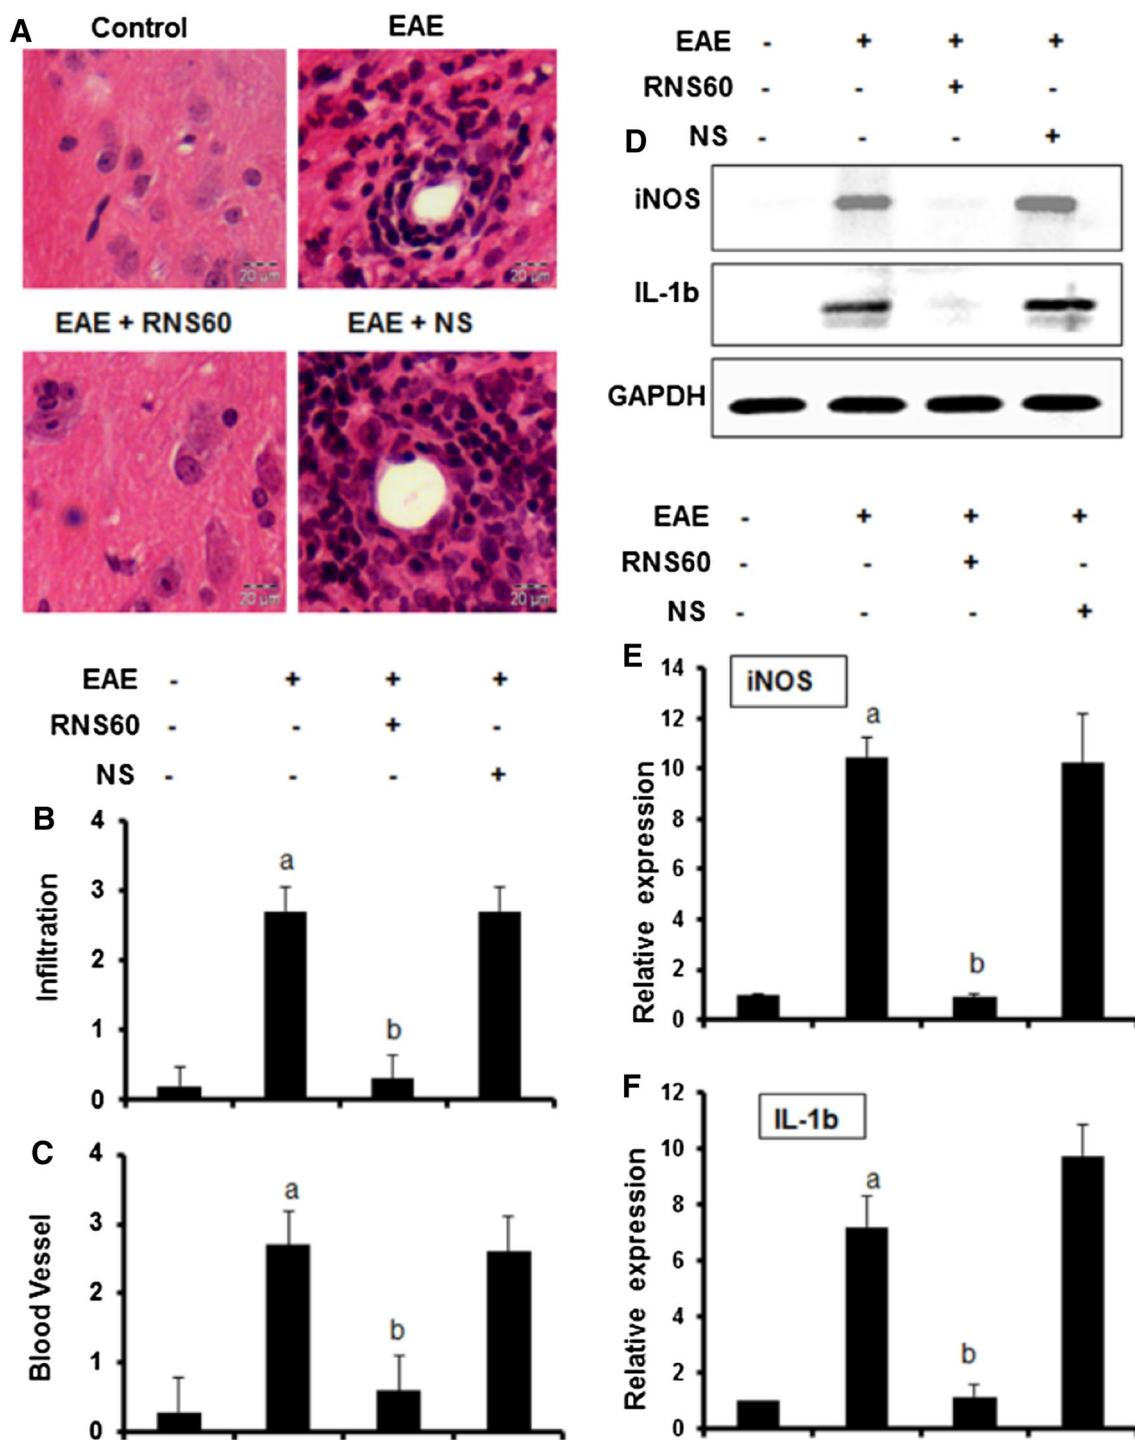 A
Control
EAE
20 µm
20 µm
EAE + RNS60
EAE + NS
20 µm
20 µm
EAE - + + +
RNS60 - - + -
NS - - - +
B
4
3
2
1
0
Infiltration
a
b
C
4
3
2
1
0
Blood Vessel
a
b
EAE - + + +
RNS60 - - + -
D
NS - - - +
iNOS
IL-1b
GAPDH
EAE - + + +
RNS60 - - + -
NS - - - +
E
14
12
10
8
6
4
2
0
Relative expression
iNOS
a
b
F
12
10
8
6
4
2
0
Relative expression
IL-1b
a
b